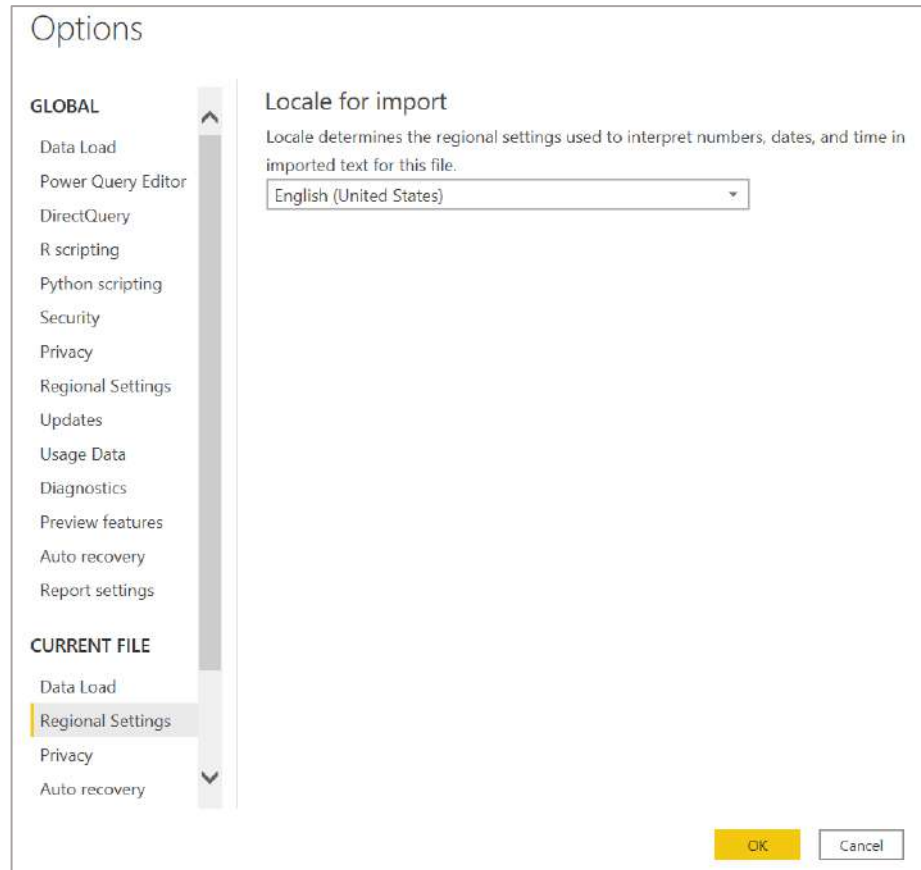 Options
GLOBAL
Data Load
Power Query Editor
DirectQuery
R scripting
Python scripting
Security
Privacy
Regional Settings
Updates
Usage Data
Diagnostics
Preview features
Auto recovery
Report settings
CURRENT FILE
Data Load
Regional Settings
Privacy
Auto recovery
Locale for import
Locale determines the regional settings used to interpret numbers, dates, and time in
imported text for this file.
English (United States)
OK
Cancel